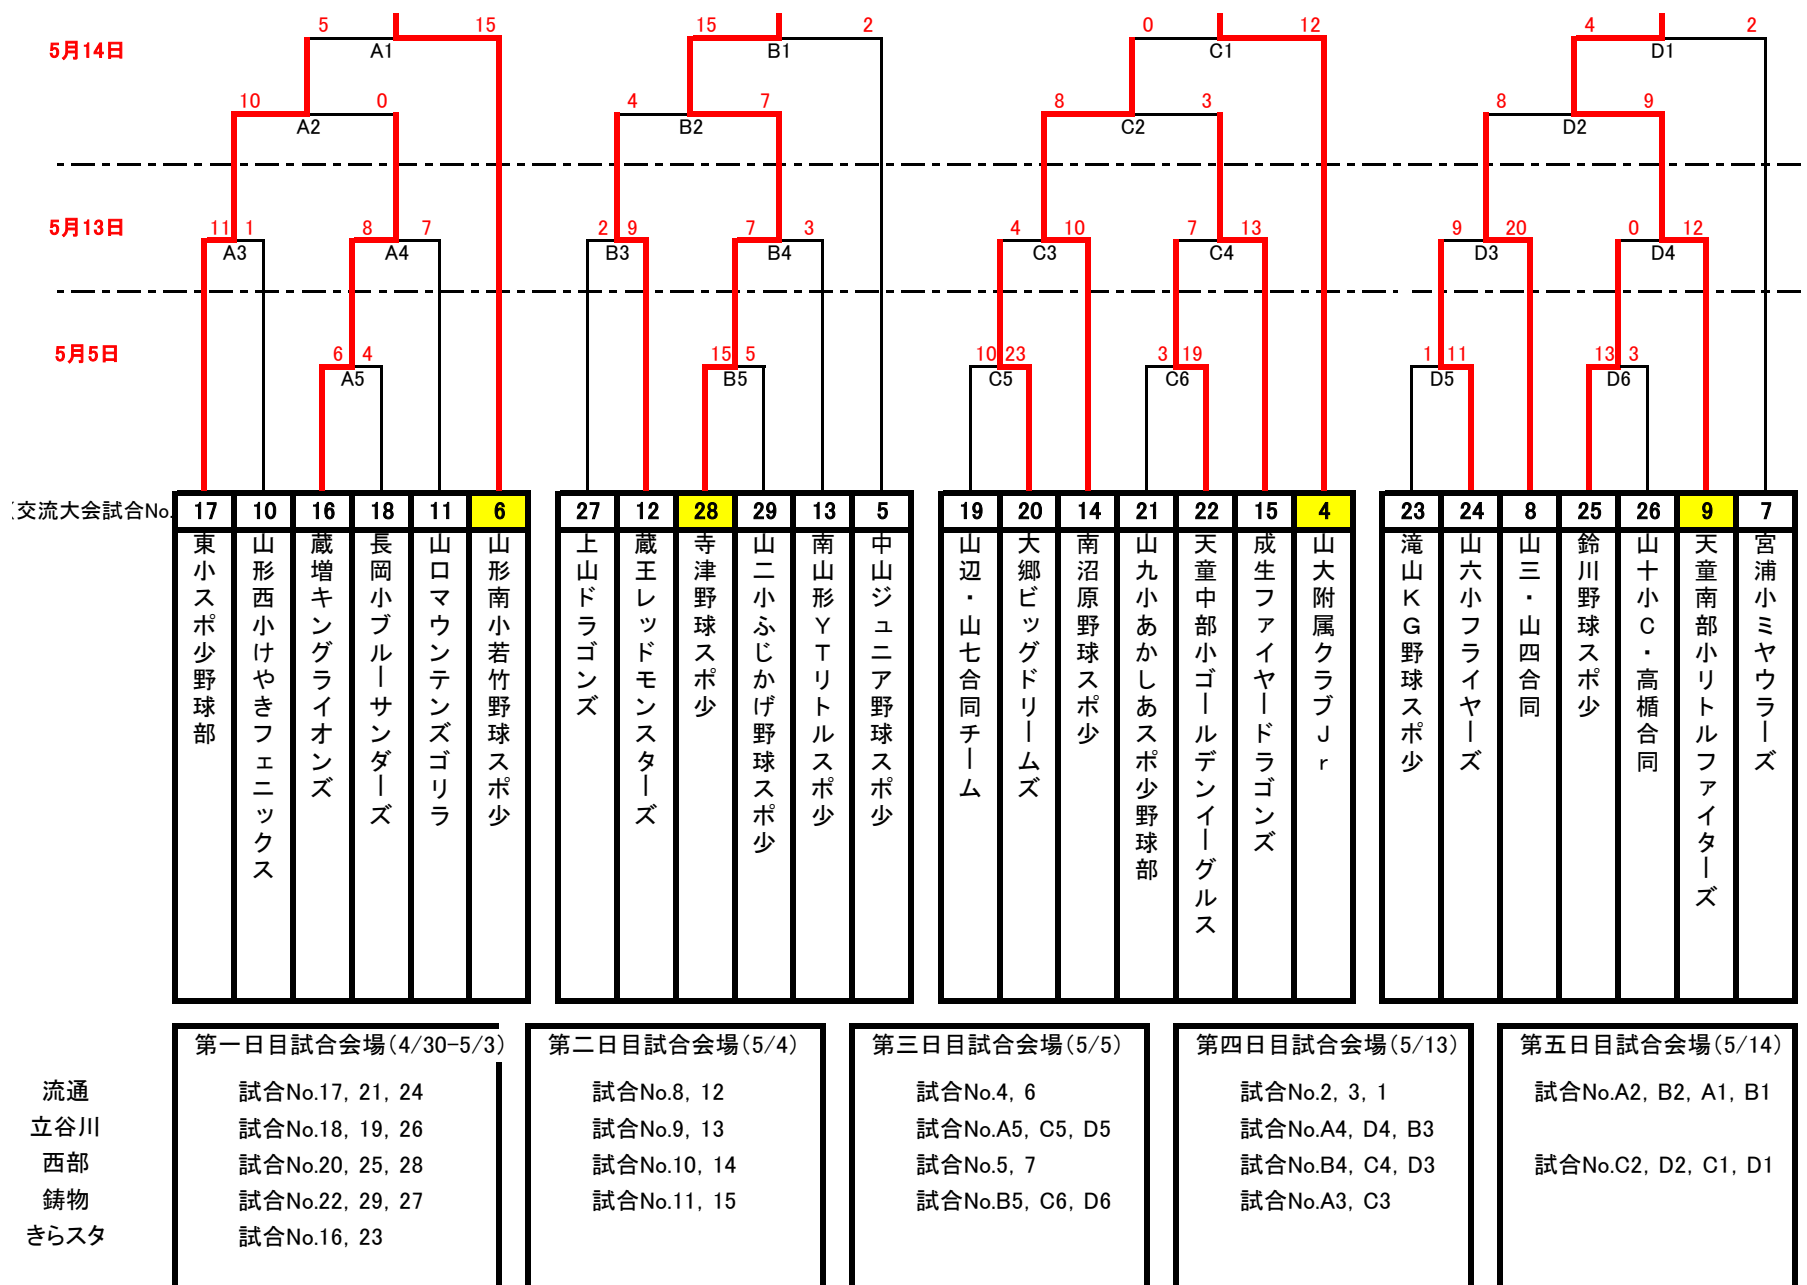 5 15 15 2 0 12 4 2
5月14日 A1 B1 C1 D1
10 0 4 7 8 3 8 9
A2 B2 C2 D2
5月13日 11 1 8 7 2 9 7 3 4 10 7 13 9 20 0 12
A3 A4 B3 B4 C3 C4 D3 D4
5月5日 6 4 15 5 10 23 3 19 1 11 13 3
A5 B5 C5 C6 D5 D6
交流大会試合No. 17 10 16 18 11 6 27 12 28 29 13 5 19 20 14 21 22 15 4 23 24 8 25 26 9 7
東小スポ少野球部
山形西小けやきフェニックス
蔵増キングライオンズ
長岡小ブルーサンダーズ
山口マウンテンズゴリラ
山形南小若竹野球スポ少
上山ドラゴンズ
蔵王レッドモンスターズ
寺津野球スポ少
山二小ふじかげ野球スポ少
南山形YTリトルスポ少
中山ジュニア野球スポ少
山辺・山七合同チーム
大郷ビッグドリームズ
南沼原野球スポ少
山九小あかしあスポ少野球部
天童中部小ゴールデンイーグルス
成生ファイヤードラゴンズ
山大附属クラブJr
滝山KG野球スポ少
山六小フライヤーズ
山三・山四合同
鈴川野球スポ少
山十小C・高楯合同
天童南部小リトルファイターズ
宮浦小ミヤウラーズ
第一日目試合会場(4/30-5/3) 第二日目試合会場(5/4) 第三日目試合会場(5/5) 第四日目試合会場(5/13) 第五日目試合会場(5/14)
流通 試合No.17, 21, 24 試合No.8, 12 試合No.4, 6 試合No.2, 3, 1 試合No.A2, B2, A1, B1
立谷川 試合No.18, 19, 26 試合No.9, 13 試合No.A5, C5, D5 試合No.A4, D4, B3
西部 試合No.20, 25, 28 試合No.10, 14 試合No.5, 7 試合No.B4, C4, D3 試合No.C2, D2, C1, D1
鋳物 試合No.22, 29, 27 試合No.11, 15 試合No.B5, C6, D6 試合No.A3, C3
きらスタ 試合No.16, 23